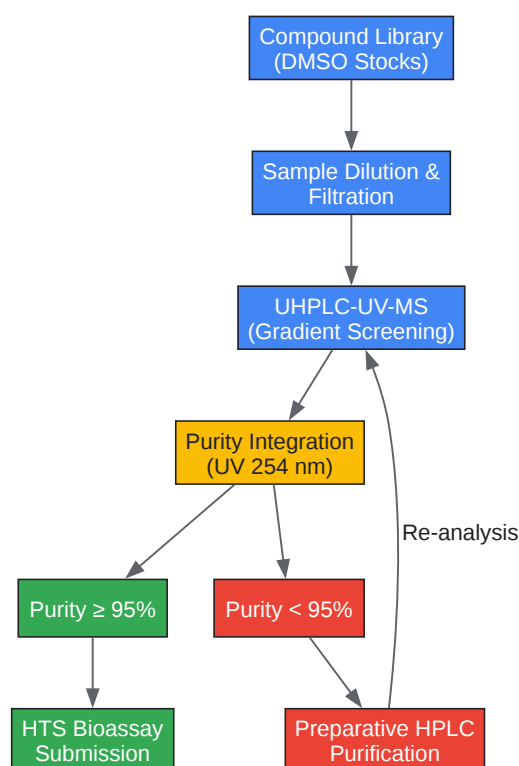 Compound Library
(DMSO Stocks)
Sample Dilution &
Filtration
UHPLC-UV-MS
(Gradient Screening)
Purity Integration
(UV 254 nm)
Re-analysis
Purity ≥ 95%
Purity < 95%
HTS Bioassay
Submission
Preparative HPLC
Purification